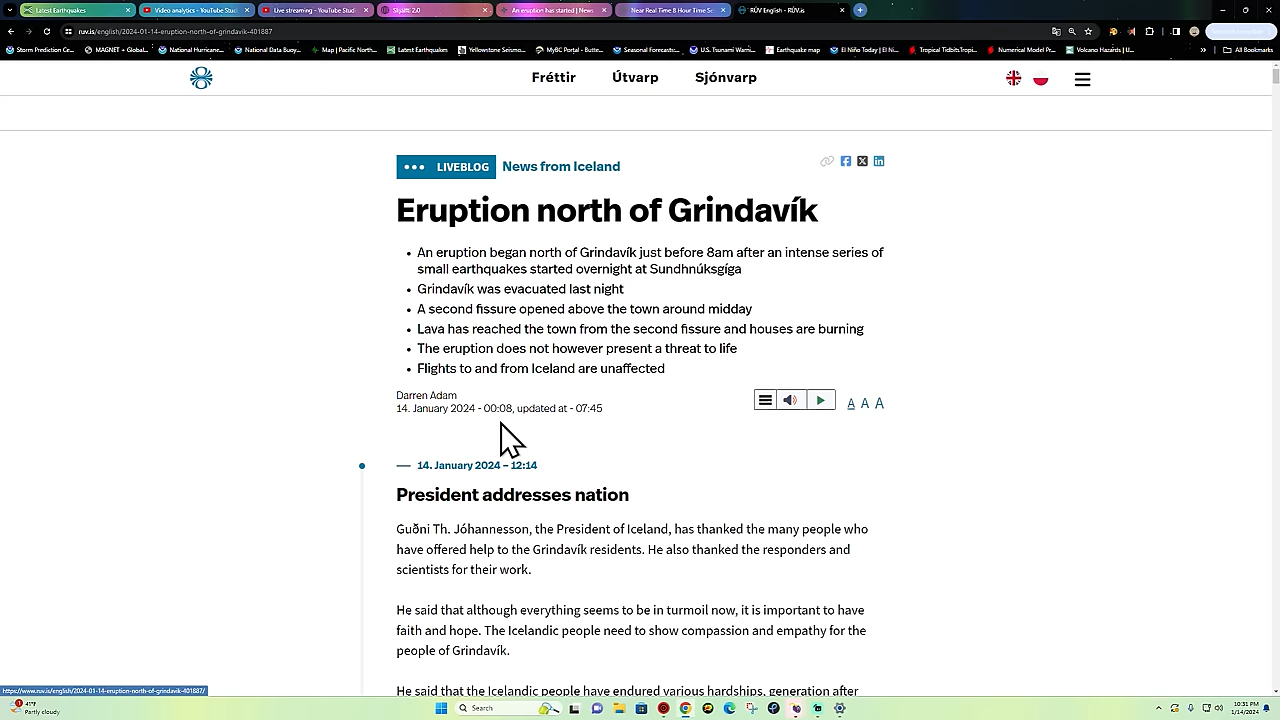 Latest Earthquakes
Video analytics - YouTube Stud
Live streaming - YouTube Stud
Skjálfti 2.0
An eruption has started | News
Near Real Time 8 Hour Time Se
RÚV English - RÚV.is
ruv.is/english/2024-01-14-eruption-north-of-grindavik-401887
Storm Prediction Ce...
MAGNET + Global...
National Hurricane...
National Data Buoy...
Map | Pacific North...
Latest Earthquakes
Yellowstone Seismo...
MyBC Portal - Butte...
Seasonal Forecasts...
U.S. Tsunami Warni...
Earthquake map
El Niño Today | El Ni...
Tropical TidbitsTropi...
Numerical Model Pr...
Volcano Hazards | U...
All Bookmarks
Fréttir
Útvarp
Sjónvarp
LIVEBLOG News from Iceland
Eruption north of Grindavík
An eruption began north of Grindavík just before 8am after an intense series of
small earthquakes started overnight at Sundhnúksgíga
Grindavík was evacuated last night
A second fissure opened above the town around midday
Lava has reached the town from the second fissure and houses are burning
The eruption does not however present a threat to life
Flights to and from Iceland are unaffected
Darren Adam
14. January 2024 - 00:08, updated at - 07:45
A A A
14. January 2024 – 12:14
President addresses nation
Guðni Th. Jóhannesson, the President of Iceland, has thanked the many people who
have offered help to the Grindavík residents. He also thanked the responders and
scientists for their work.
He said that although everything seems to be in turmoil now, it is important to have
faith and hope. The Icelandic people need to show compassion and empathy for the
people of Grindavík.
He said that the Icelandic people have endured various hardships, generation after
https://www.ruv.is/english/2024-01-14-eruption-north-of-grindavik-401887/
41°F
Partly cloudy
Search
10:31 PM
1/14/2024